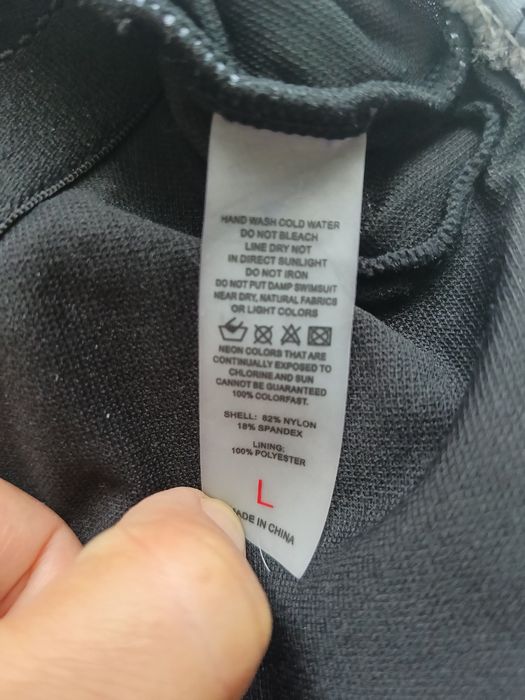 HAND WASH COLD WATER
DO NOT BLEACH
LINE DRY NOT
IN DIRECT SUNLIGHT
DO NOT IRON
DO NOT PUT DAMP SWIMSUIT
NEAR DRY, NATURAL FABRICS
OR LIGHT COLORS
NEON COLORS THAT ARE
CONTINUALLY EXPOSED TO
CHLORINE AND SUN
CANNOT BE GUARANTEED
100% COLORFAST.
SHELL: 82% NYLON
18% SPANDEX
LINING:
100% POLYESTER
L
ADE IN CHINA